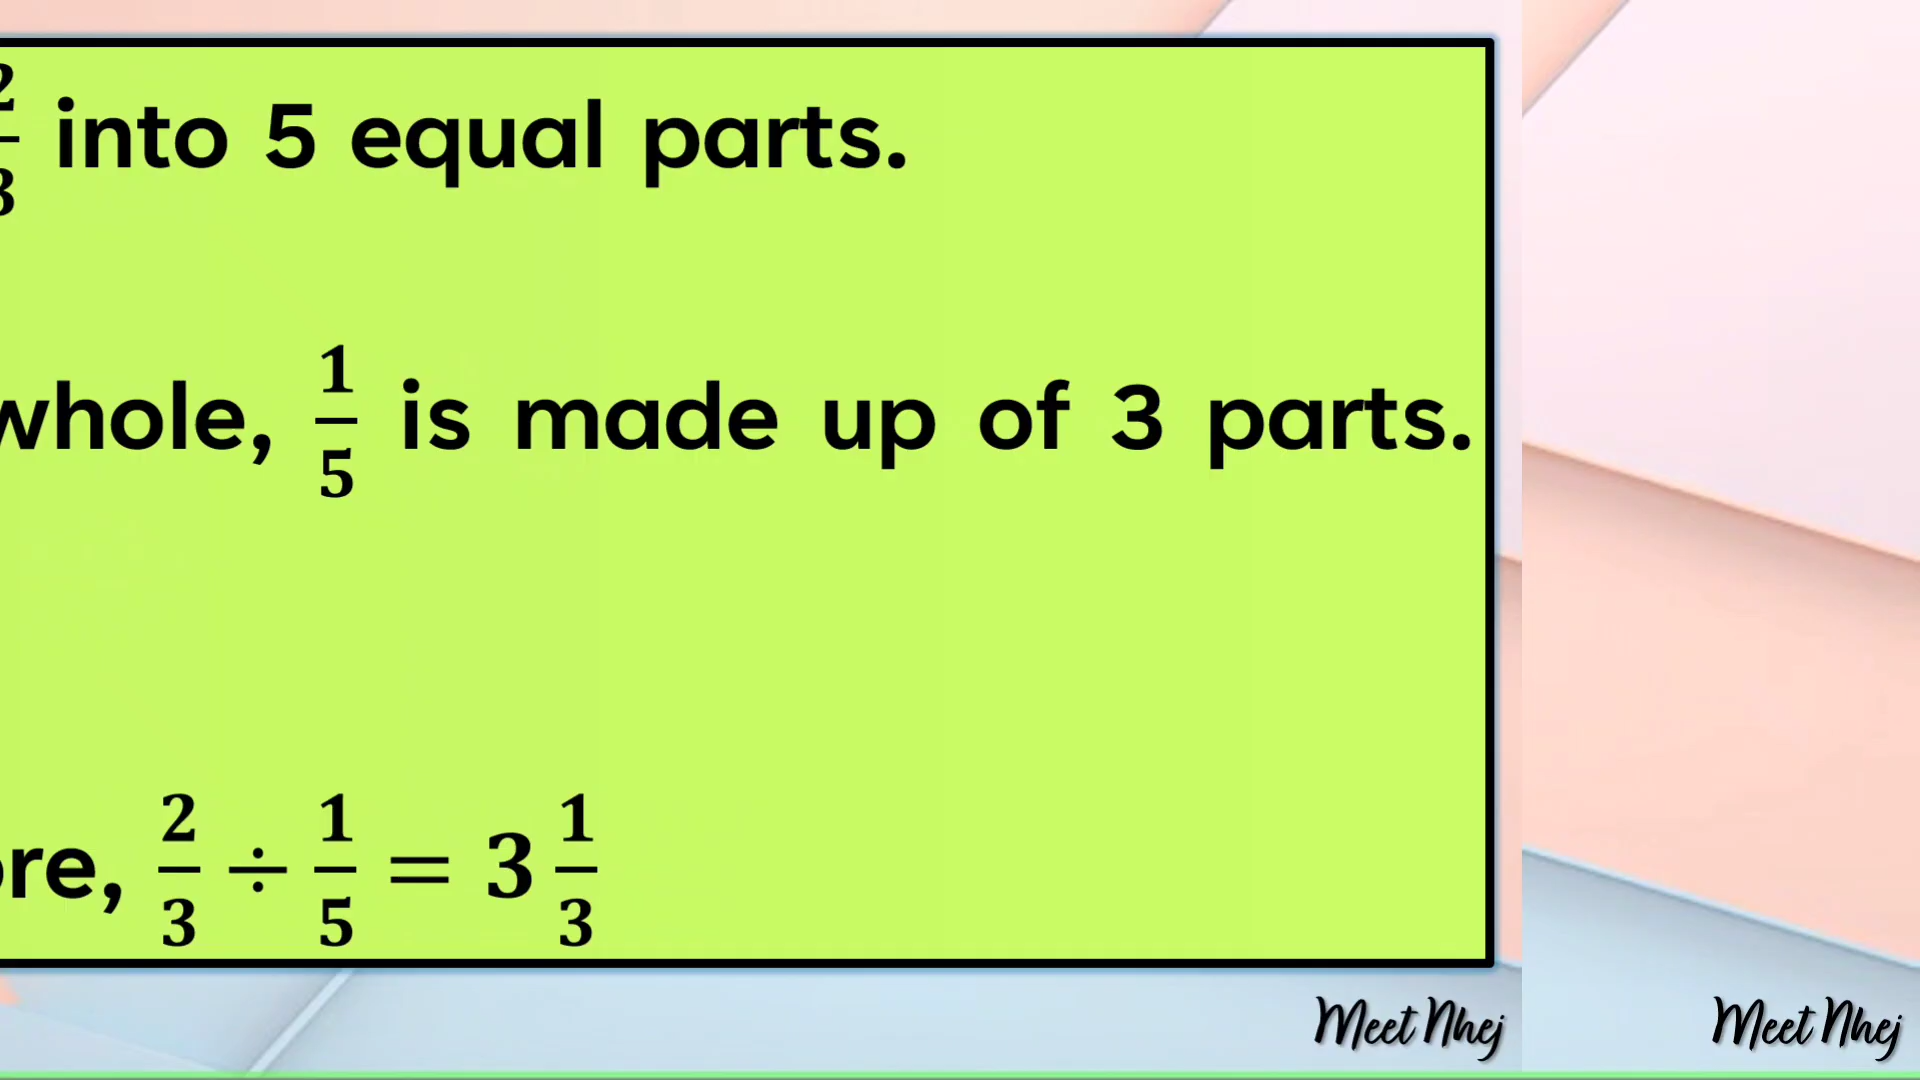 2/3 into 5 equal parts.
whole, 1/5 is made up of 3 parts.
re, 2/3 ÷ 1/5 = 3 1/3
Meet Nhej Meet Nhej